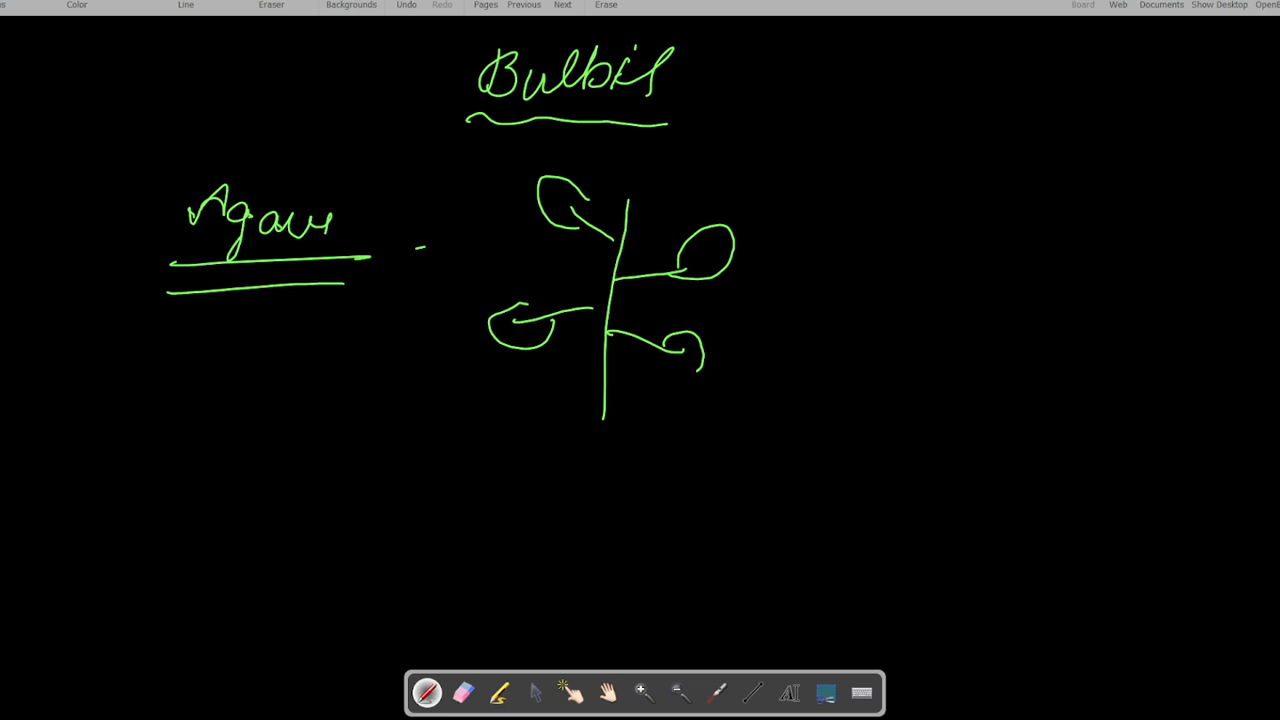 Color Line Eraser Backgrounds Undo Redo Pages Previous Next Erase Board Web Documents Show Desktop
Bulbil
Agave